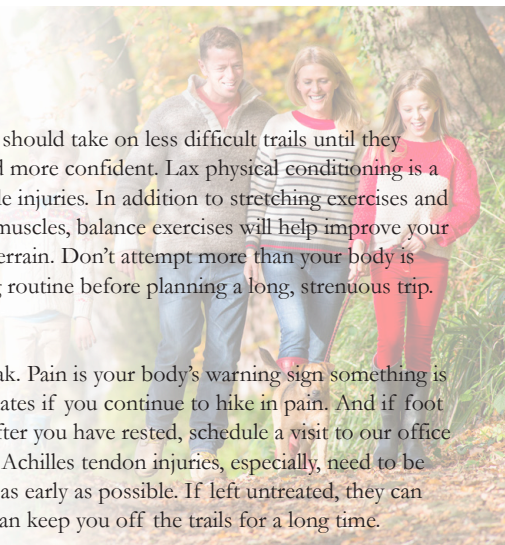 should take on less difficult trails until they
more confident. Lax physical conditioning is a
injuries. In addition to stretching exercises and
muscles, balance exercises will help improve your
errain. Don’t attempt more than your body is
routine before planning a long, strenuous trip.
ak. Pain is your body’s warning sign something is
ates if you continue to hike in pain. And if foot
fter you have rested, schedule a visit to our office
Achilles tendon injuries, especially, need to be
as early as possible. If left untreated, they can
an keep you off the trails for a long time.